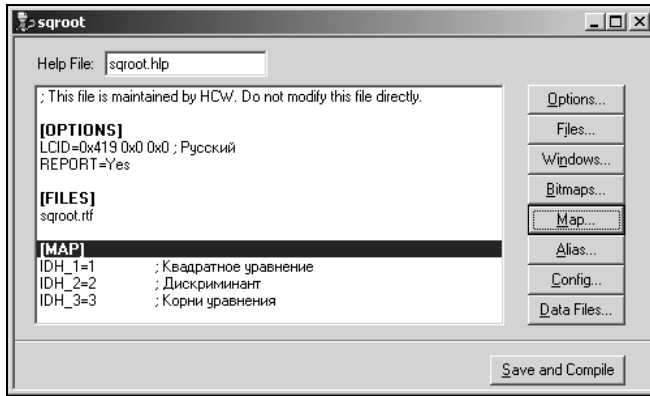 sqroot
Help File: sqroot.hlp
; This file is maintained by HCW. Do not modify this file directly.
[OPTIONS]
LCID=0x419 0x0 0x0 ; Русский
REPORT=Yes
[FILES]
sqroot.rtf
[MAP]
IDH_1=1 ; Квадратное уравнение
IDH_2=2 ; Дискриминант
IDH_3=3 ; Корни уравнения
Options...
Files...
Windows...
Bitmaps...
Map...
Alias...
Config...
Data Files...
Save and Compile